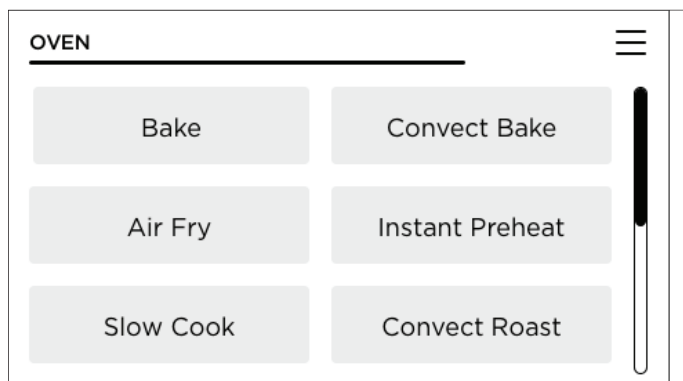 OVEN
Bake
Convect Bake
Air Fry
Instant Preheat
Slow Cook
Convect Roast